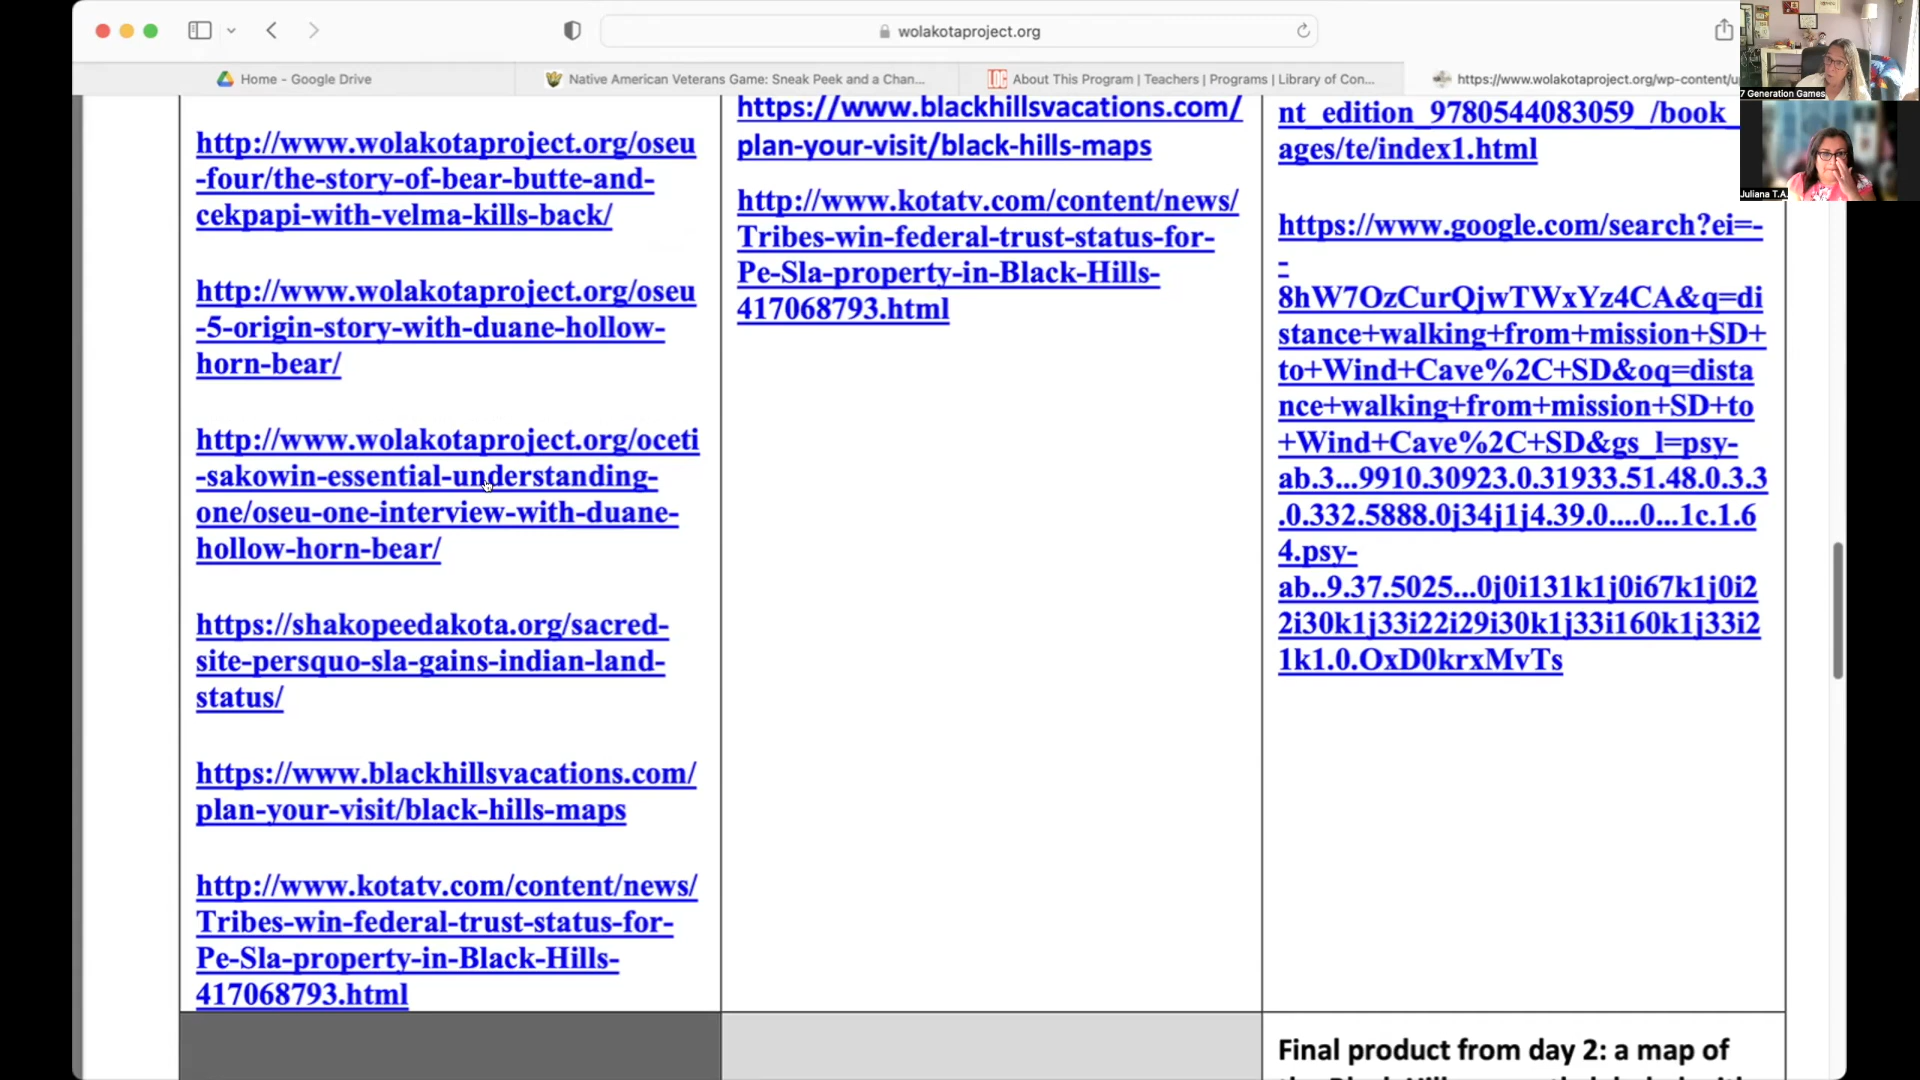 wolakotaproject.org
Home - Google Drive
Native American Veterans Game: Sneak Peek and a Chan...
LOC
About This Program | Teachers | Programs | Library of Con...
https://www.wolakotaproject.org/wp-content/u
7 Generation Games
Juliana T.A.
http://www.wolakotaproject.org/oseu
-four/the-story-of-bear-butte-and-
cekpapi-with-velma-kills-back/
http://www.wolakotaproject.org/oseu
-5-origin-story-with-duane-hollow-
horn-bear/
http://www.wolakotaproject.org/oceti
-sakowin-essential-understanding-
one/oseu-one-interview-with-duane-
hollow-horn-bear/
https://shakopeedakota.org/sacred-
site-persquo-sla-gains-indian-land-
status/
https://www.blackhillsvacations.com/
plan-your-visit/black-hills-maps
http://www.kotatv.com/content/news/
Tribes-win-federal-trust-status-for-
Pe-Sla-property-in-Black-Hills-
417068793.html
https://www.blackhillsvacations.com/
plan-your-visit/black-hills-maps
http://www.kotatv.com/content/news/
Tribes-win-federal-trust-status-for-
Pe-Sla-property-in-Black-Hills-
417068793.html
nt_edition_9780544083059_/book_
ages/te/index1.html
https://www.google.com/search?ei=-
-
8hW7OzCurQjwTWxYz4CA&q=di
stance+walking+from+mission+SD+
to+Wind+Cave%2C+SD&oq=dista
nce+walking+from+mission+SD+to
+Wind+Cave%2C+SD&gs_l=psy-
ab.3...9910.30923.0.31933.51.48.0.3.3
.0.332.5888.0j34j1j4.39.0....0...1c.1.6
4.psy-
ab..9.37.5025...0j0i131k1j0i67k1j0i2
2i30k1j33i22i29i30k1j33i160k1j33i2
1k1.0.OxD0krxMvTs
Final product from day 2: a map of